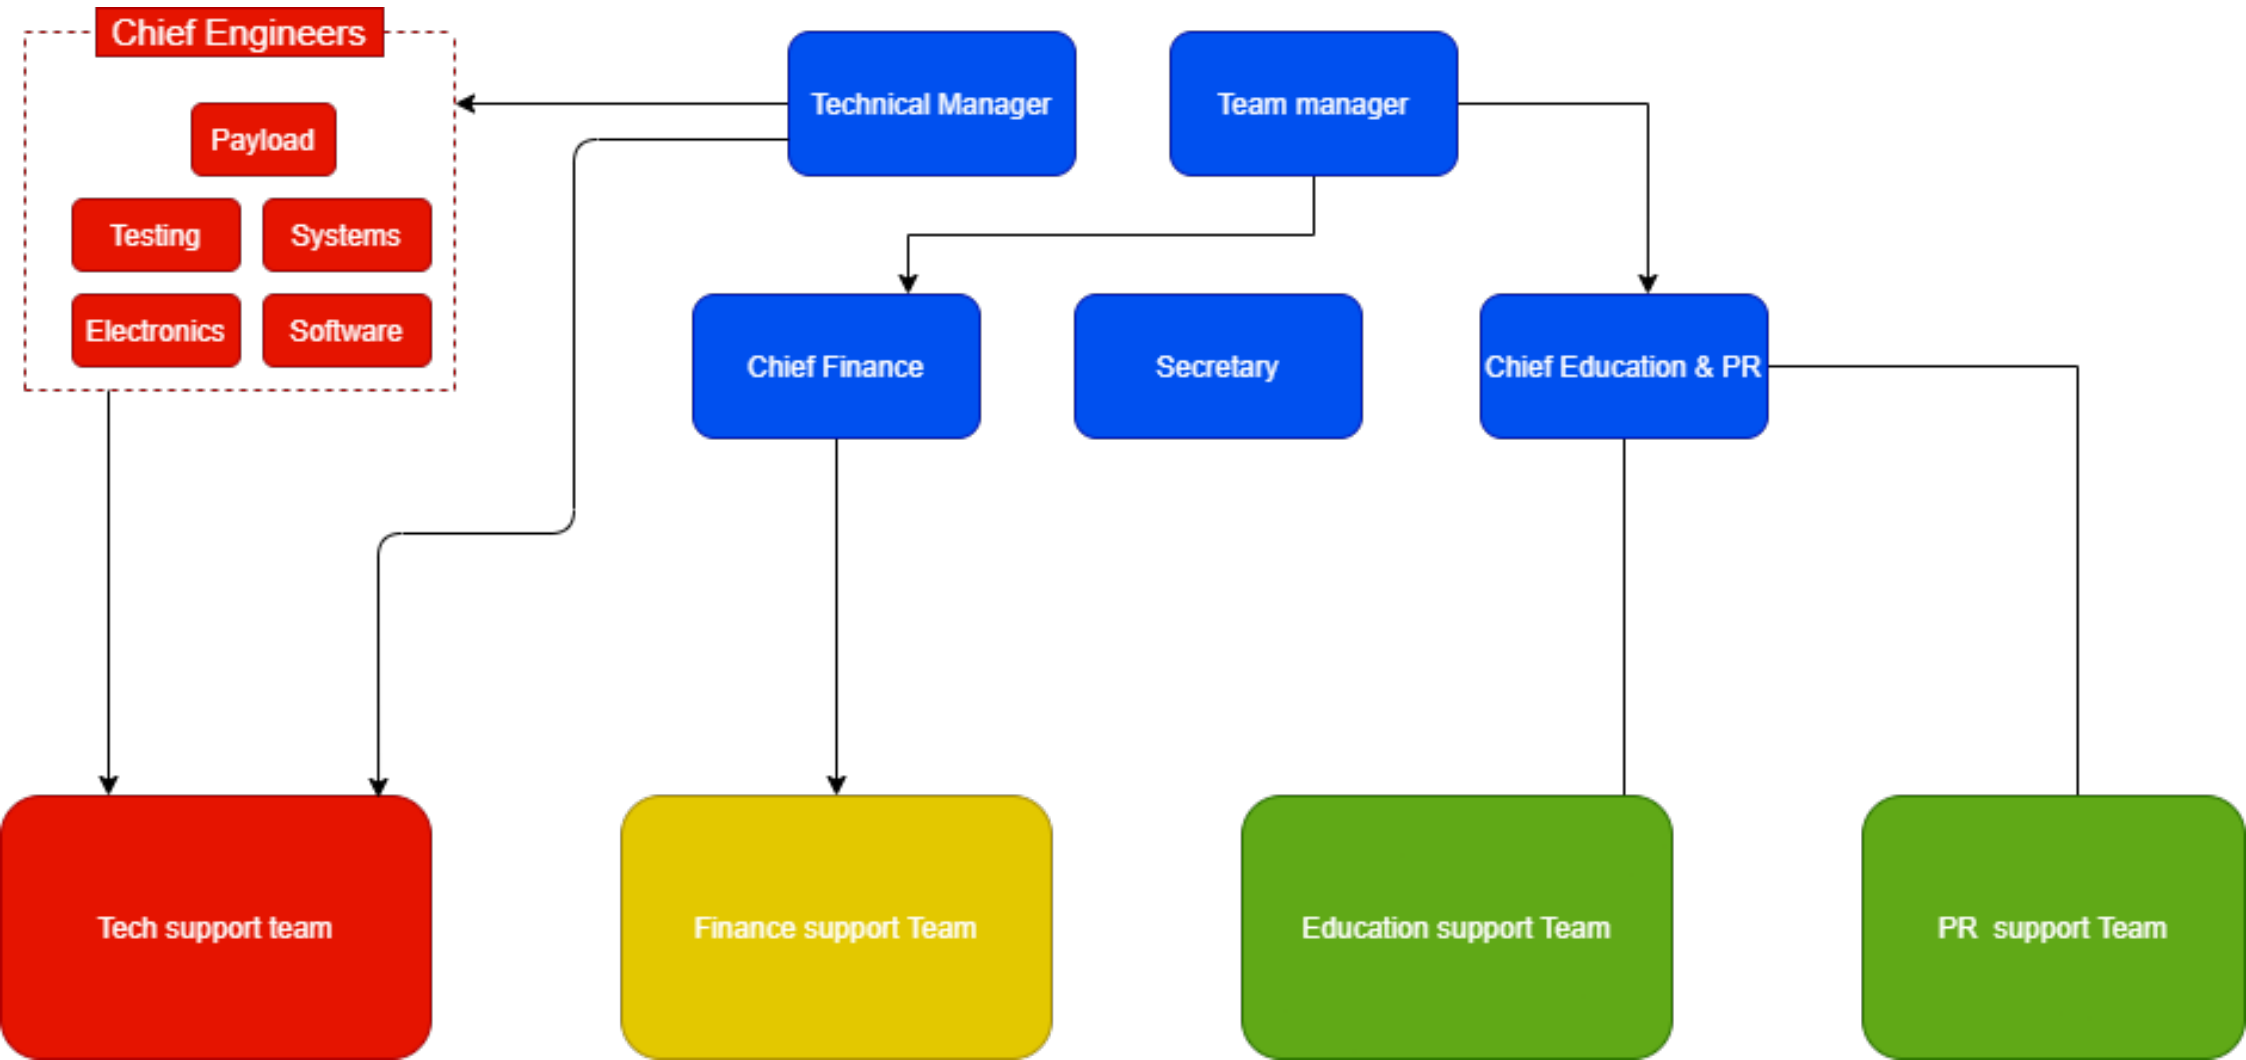 Chief Engineers
Payload
Testing
Systems
Electronics
Software
Technical Manager
Team manager
Chief Finance
Secretary
Chief Education & PR
Tech support team
Finance support Team
Education support Team
PR  support Team